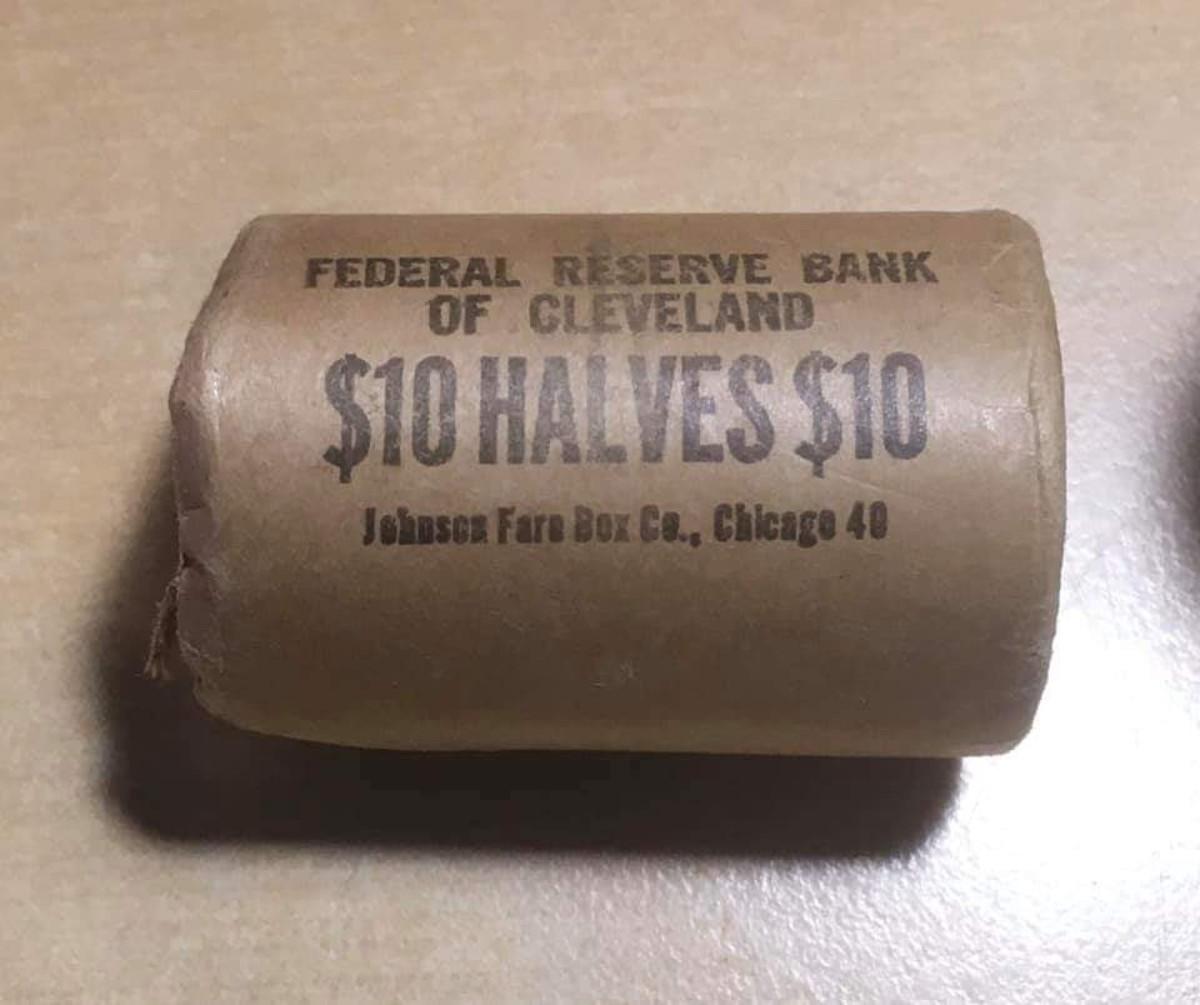 FEDERAL RESERVE BANK
OF CLEVELAND
$10 HALVES $10
Johnson Fare Box Co., Chicago 40